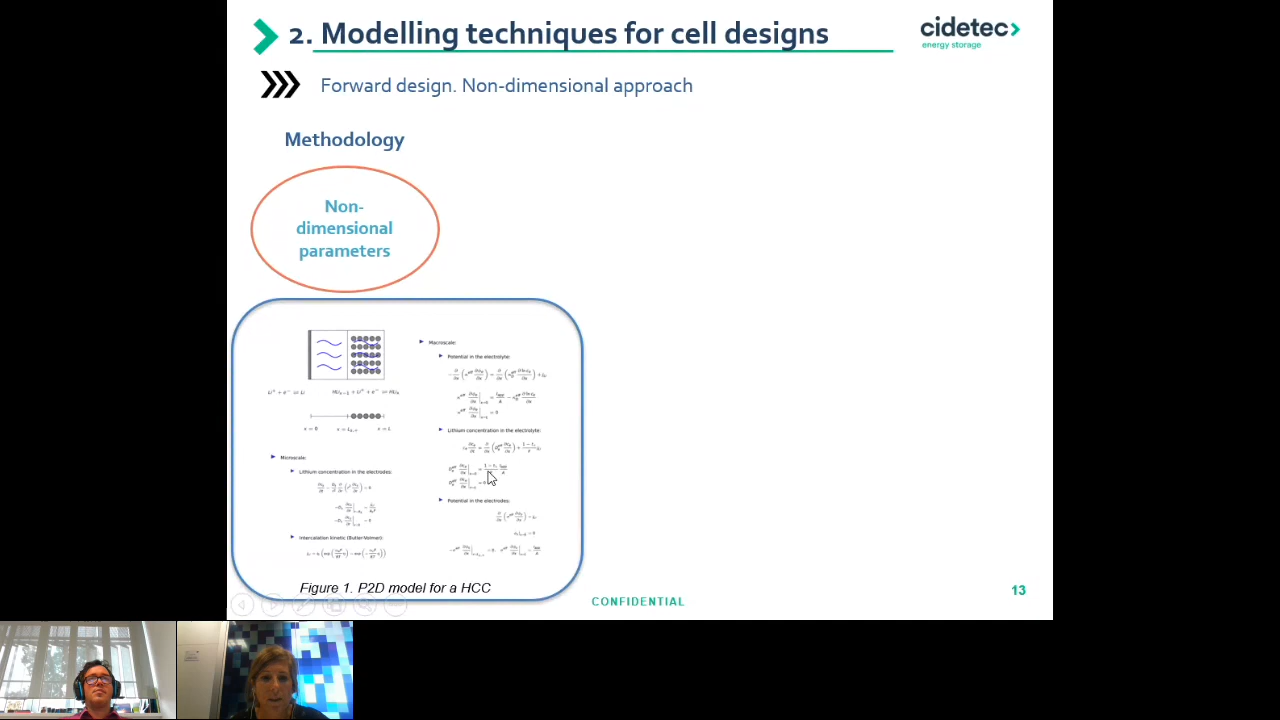 2. Modelling techniques for cell designs
cidetec
energy storage
Forward design. Non-dimensional approach
Methodology
Non-
dimensional
parameters
Macroscale:
Potential in the electrolyte:
Lithium concentration in the electrolyte:
Potential in the electrodes:
Microscale:
Lithium concentration in the electrodes:
Intercalation kinetic (Butler-Volmer):
Figure 1. P2D model for a HCC
CONFIDENTIAL
13